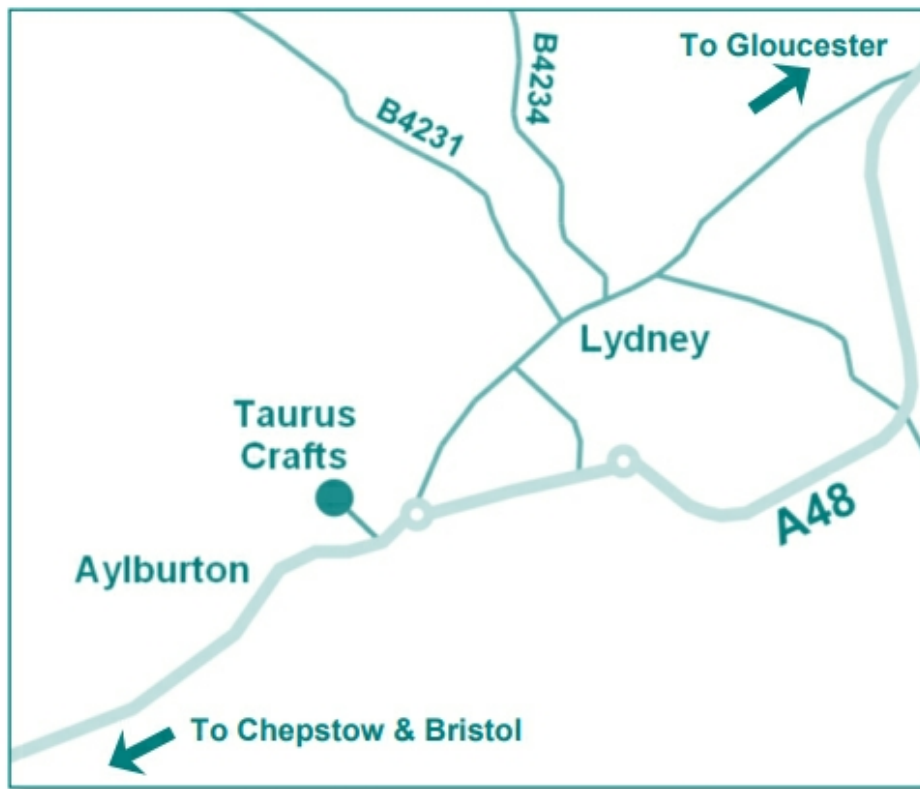 To Gloucester
B4234
B4231
Lydney
Taurus
Crafts
A48
Aylburton
To Chepstow & Bristol